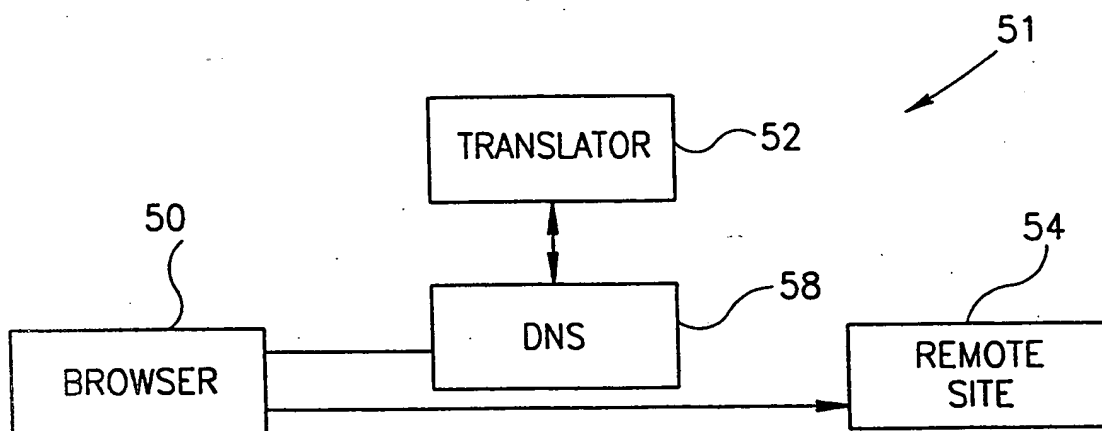 51
TRANSLATOR
52
50
54
58
DNS
BROWSER
REMOTE
SITE